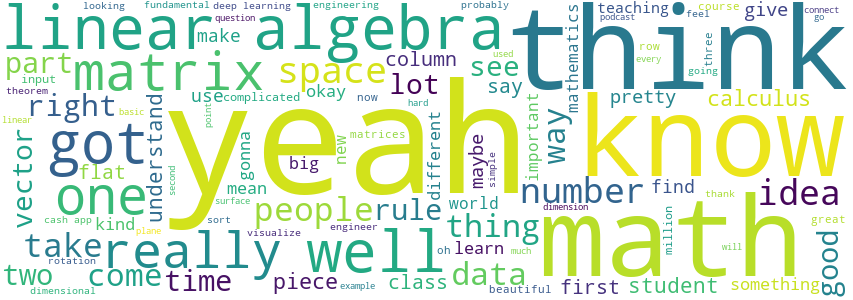 looking fundamental deep learning engineering probably
question
linear algebra think
teaching course
podcast feel go connect
make give
part matrix space column see lot say
mathematics row three going every
input theorem use complicated okay now used
right hard pretty calculus
basic linear point matrices
got yeah know
understand different important way
vector flat gonna big new maybe simple
mean
one people rule number find idea
second surface dimension thank
cash app kind sort world
take really well thing math
visualize engineer oh learn million great good
plane rotation much will
two come time piece class data
dimensional example beautiful first student something